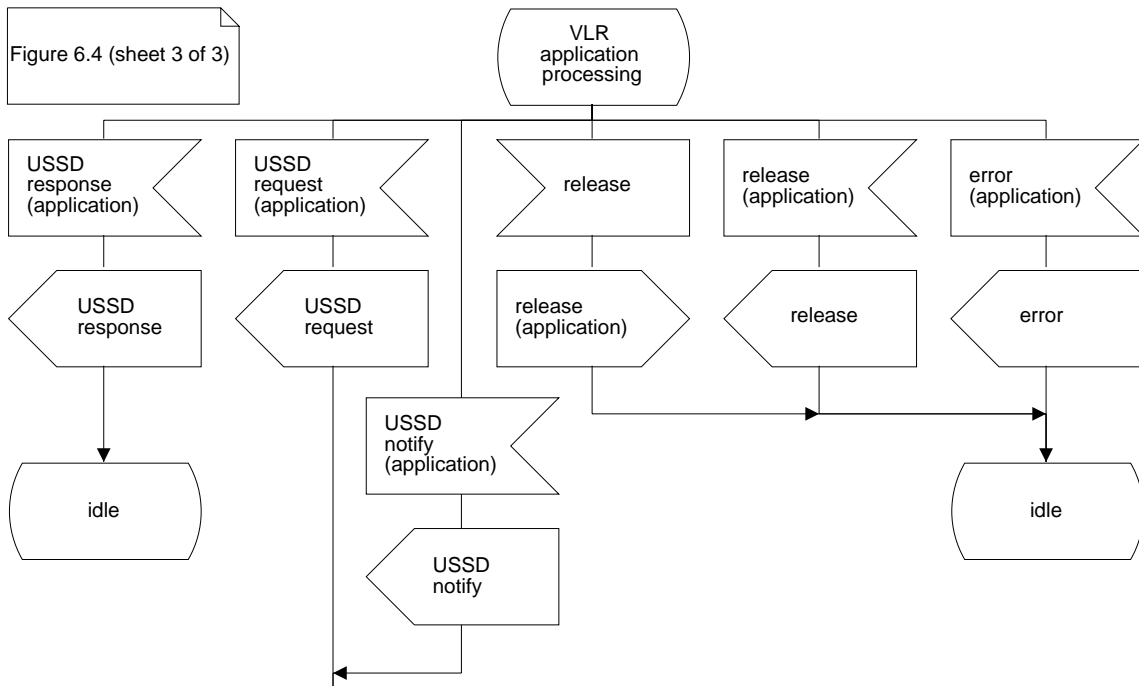 Figure 6.4 (sheet 3 of 3)
VLR
application
processing
USSD
response
(application)
USSD
request
(application)
release
release
(application)
error
(application)
USSD
response
USSD
request
release
(application)
release
error
USSD
notify
(application)
idle
idle
USSD
notify